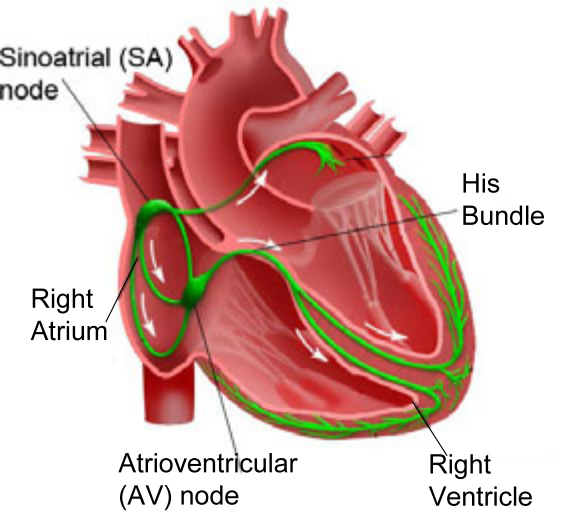 Sinoatrial (SA)
node
His
Bundle
Right
Atrium
Atrioventricular
(AV) node
Right
Ventricle